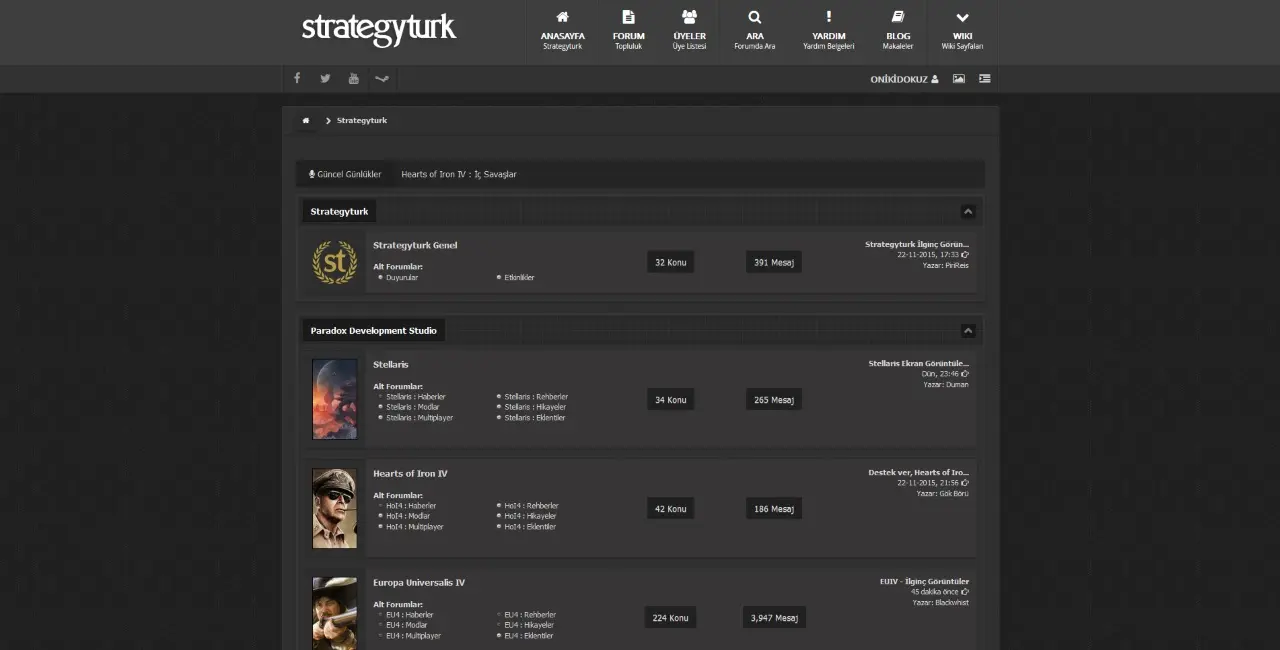 strategyturk
ANASAYFA
Strategyturk
FORUM
Topluluk
ÜYELER
Üye Listesi
ARA
Forumda Ara
YARDIM
Yardım Belgeleri
BLOG
Makaleler
WIKI
Wiki Sayfaları
ONİKİDOKUZ
Strategyturk
Güncel Günlükler
Hearts of Iron IV : İç Savaşlar
Strategyturk
st
Strategyturk Genel
Alt Forumlar:
Duyurular
Etkinlikler
32 Konu
391 Mesaj
Strategyturk İlginç Görün...
22-11-2015, 17:33
Yazar: PiriReis
Paradox Development Studio
Stellaris
Alt Forumlar:
Stellaris : Haberler
Stellaris : Rehberler
Stellaris : Modlar
Stellaris : Hikayeler
Stellaris : Multiplayer
Stellaris : Eklentiler
34 Konu
265 Mesaj
Stellaris Ekran Görüntüle...
Dün, 23:46
Yazar: Duman
Hearts of Iron IV
Alt Forumlar:
HoI4 : Haberler
HoI4 : Rehberler
HoI4 : Modlar
HoI4 : Hikayeler
HoI4 : Multiplayer
HoI4 : Eklentiler
42 Konu
186 Mesaj
Destek ver, Hearts of Iro...
22-11-2015, 21:56
Yazar: Gök Börü
Europa Universalis IV
Alt Forumlar:
EU4 : Haberler
EU4 : Rehberler
EU4 : Modlar
EU4 : Hikayeler
EU4 : Multiplayer
EU4 : Eklentiler
224 Konu
3,947 Mesaj
EUIV - İlginç Görüntüler
45 dakika önce
Yazar: Blackwhist